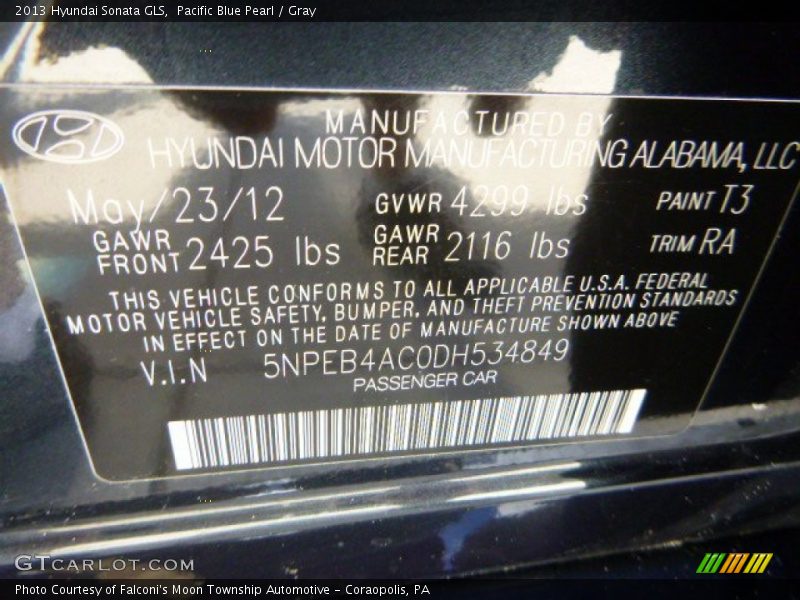 2013 Hyundai Sonata GLS, Pacific Blue Pearl / Gray
MANUFACTURED BY
HYUNDAI MOTOR MANUFACTURING ALABAMA, LLC
May/23/12 GVWR 4299 lbs PAINT T3
GAWR FRONT 2425 lbs GAWR REAR 2116 lbs TRIM RA
THIS VEHICLE CONFORMS TO ALL APPLICABLE U.S.A. FEDERAL
MOTOR VEHICLE SAFETY, BUMPER, AND THEFT PREVENTION STANDARDS
IN EFFECT ON THE DATE OF MANUFACTURE SHOWN ABOVE
V.I.N 5NPEB4AC0DH534849
PASSENGER CAR
GTCARLOT.COM
Photo Courtesy of Falconi's Moon Township Automotive - Coraopolis, PA